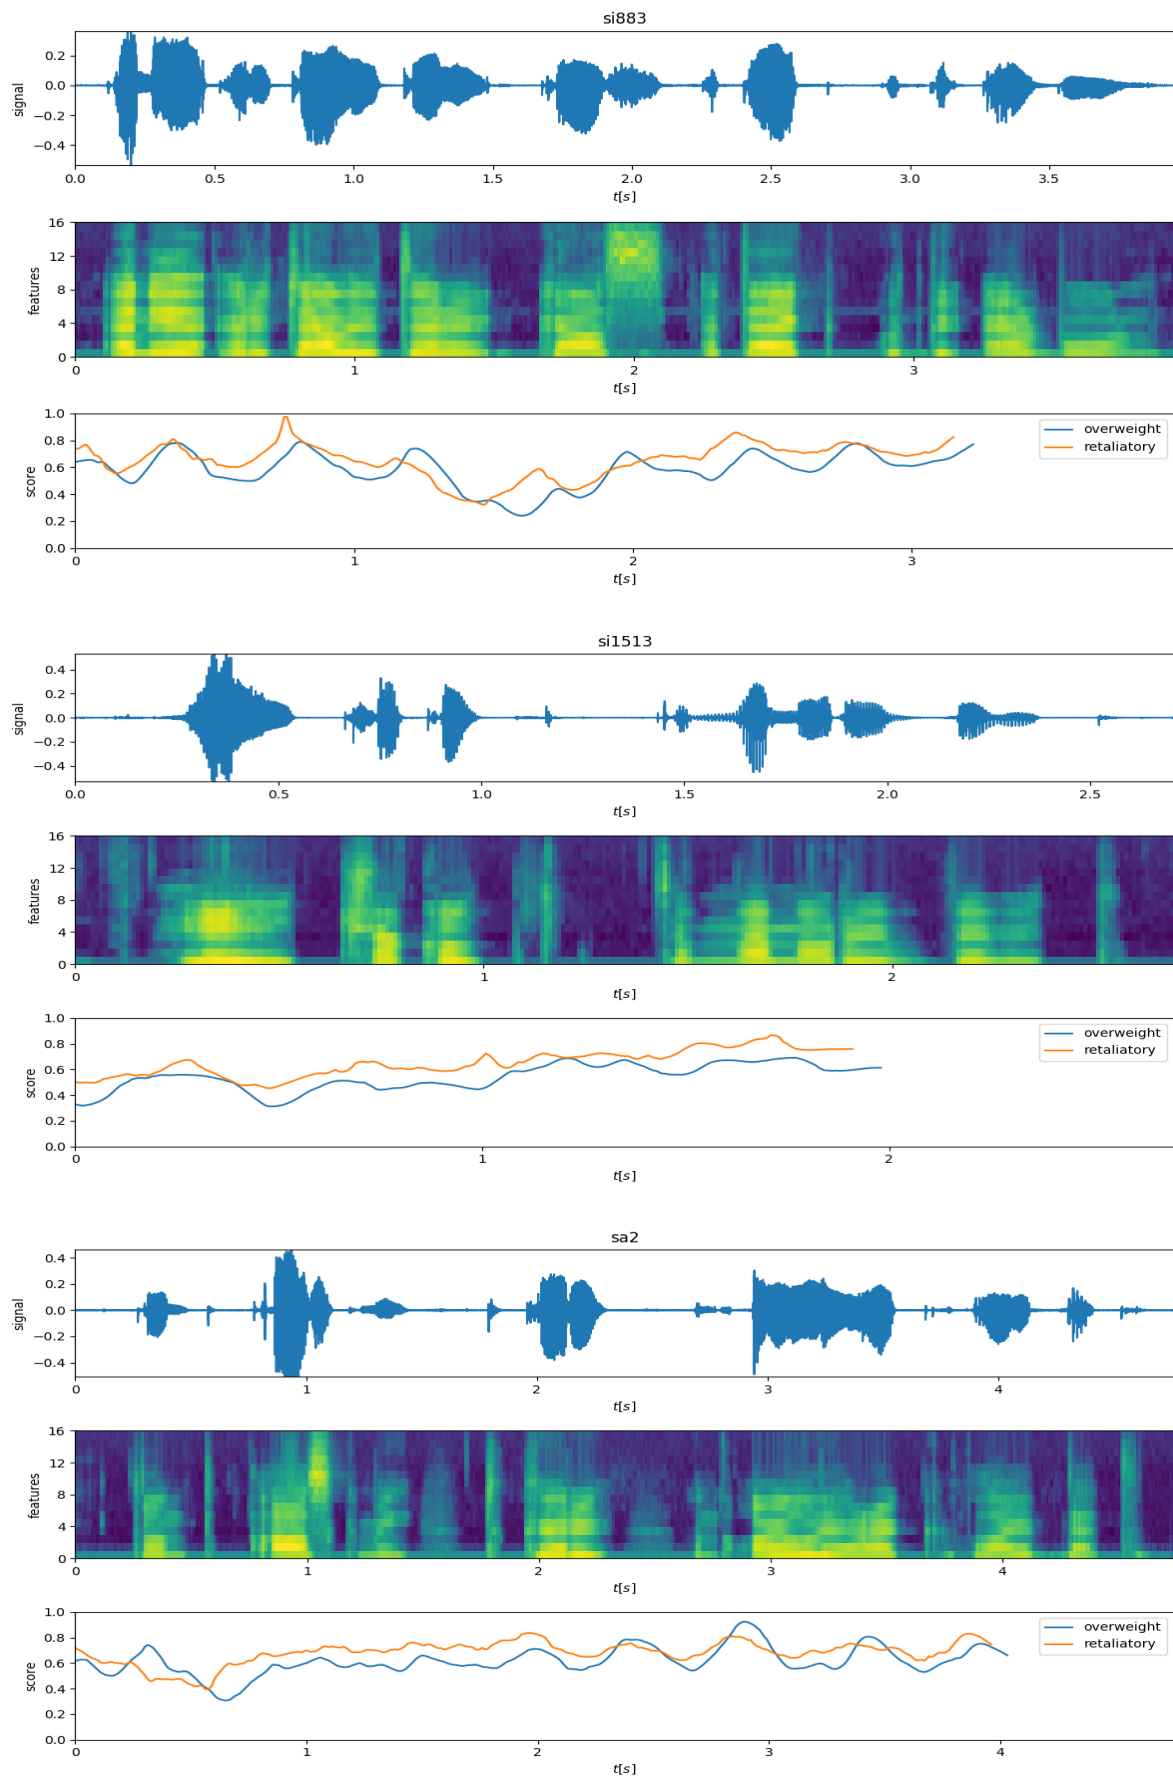 si883
0.2
0.0
−0.2
−0.4
signal
0.0 0.5 1.0 1.5 2.0 2.5 3.0 3.5
t[s]
16
12
8
4
0
features
0 1 2 3
t[s]
1.0
0.8
0.6
0.4
0.2
0.0
score
overweight
retaliatory
0 1 2 3
t[s]
si1513
0.4
0.2
0.0
−0.2
−0.4
signal
0.0 0.5 1.0 1.5 2.0 2.5
t[s]
16
12
8
4
0
features
0 1 2
t[s]
1.0
0.8
0.6
0.4
0.2
0.0
score
overweight
retaliatory
0 1 2
t[s]
sa2
0.4
0.2
0.0
−0.2
−0.4
signal
0 1 2 3 4
t[s]
16
12
8
4
0
features
0 1 2 3 4
t[s]
1.0
0.8
0.6
0.4
0.2
0.0
score
overweight
retaliatory
0 1 2 3 4
t[s]